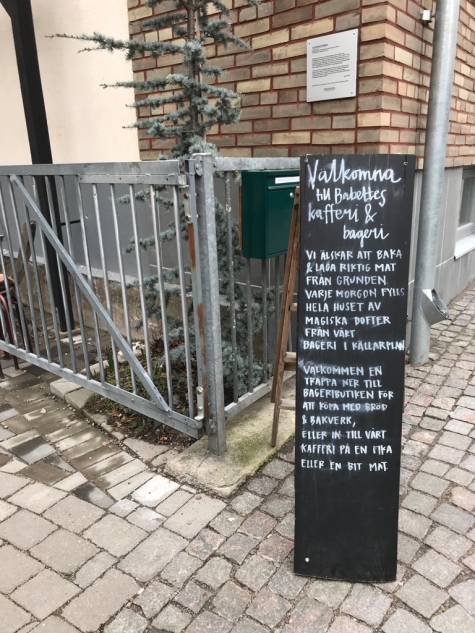 Välkomna
till Babettes
kafferi &
bageri
VI ÄLSKAR ATT BAKA
& LAGA RIKTIG MAT
FRÅN GRUNDEN.
VARJE MORGON FYLLS
HELA HUSET AV
MAGISKA DOFTER
FRÅN VÅRT
BAGERI I KÄLLARPLAN
VÄLKOMMEN EN
TRAPPA NER TILL
BAGERIBUTIKEN FÖR
ATT KÖPA MED BRÖD
& BAKVERK,
ELLER IN TILL VÅRT
KAFFERI PÅ EN FIKA
ELLER EN BIT MAT.